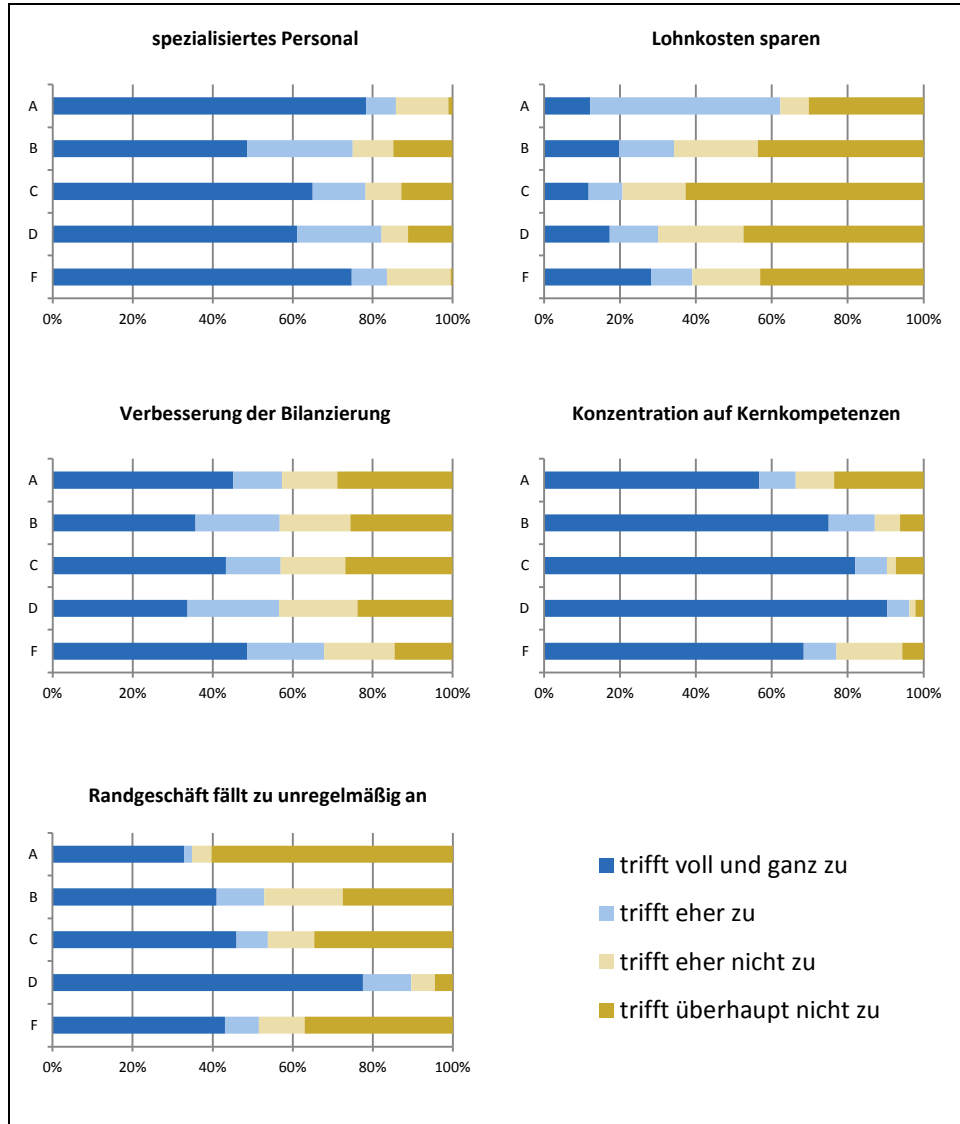 spezialisiertes Personal
A
B
C
D
F
0% 20% 40% 60% 80% 100%
Lohnkosten sparen
A
B
C
D
F
0% 20% 40% 60% 80% 100%
Verbesserung der Bilanzierung
A
B
C
D
F
0% 20% 40% 60% 80% 100%
Konzentration auf Kernkompetenzen
A
B
C
D
F
0% 20% 40% 60% 80% 100%
Randgeschäft fällt zu unregelmäßig an
A
B
C
D
F
0% 20% 40% 60% 80% 100%
trifft voll und ganz zu
trifft eher zu
trifft eher nicht zu
trifft überhaupt nicht zu